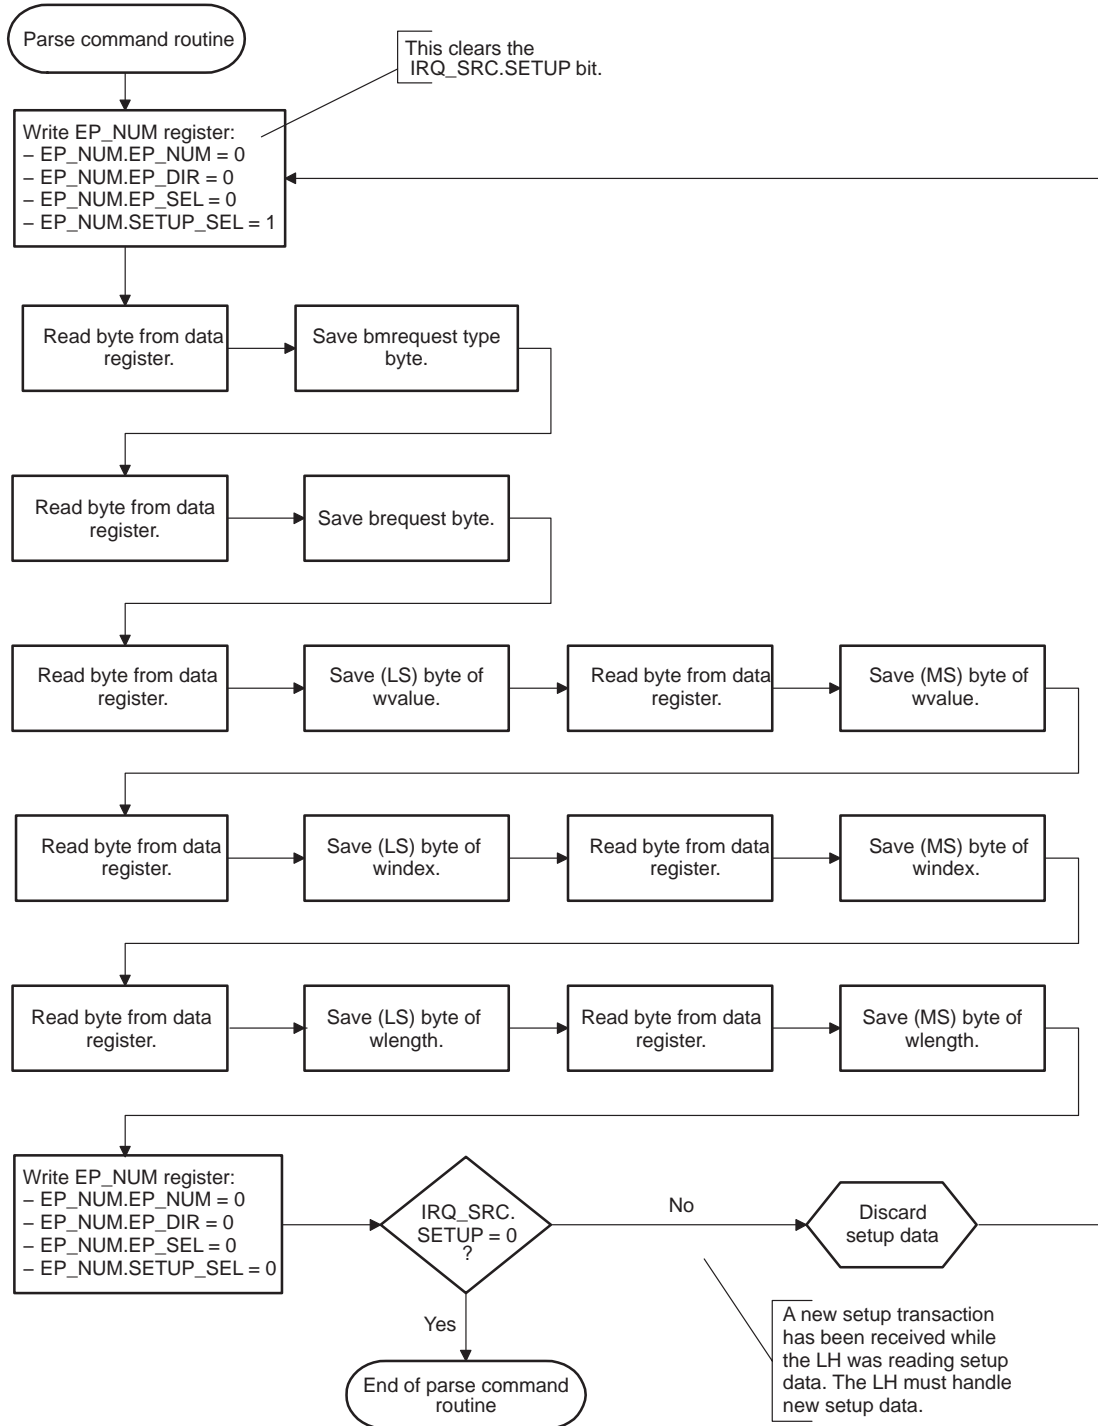 Parse command routine
This clears the
IRQ_SRC.SETUP bit.
Write EP_NUM register:
– EP_NUM.EP_NUM = 0
– EP_NUM.EP_DIR = 0
– EP_NUM.EP_SEL = 0
– EP_NUM.SETUP_SEL = 1
Read byte from data
register.
Save bmrequest type
byte.
Read byte from data
register.
Save brequest byte.
Read byte from data
register.
Save (LS) byte of
wvalue.
Read byte from data
register.
Save (MS) byte of
wvalue.
Read byte from data
register.
Save (LS) byte of
windex.
Read byte from data
register.
Save (MS) byte of
windex.
Read byte from data
register.
Save (LS) byte of
wlength.
Read byte from data
register.
Save (MS) byte of
wlength.
Write EP_NUM register:
– EP_NUM.EP_NUM = 0
– EP_NUM.EP_DIR = 0
– EP_NUM.EP_SEL = 0
– EP_NUM.SETUP_SEL = 0
IRQ_SRC.
SETUP = 0
?
No
Discard
setup data
Yes
A new setup transaction
has been received while
the LH was reading setup
data. The LH must handle
new setup data.
End of parse command
routine